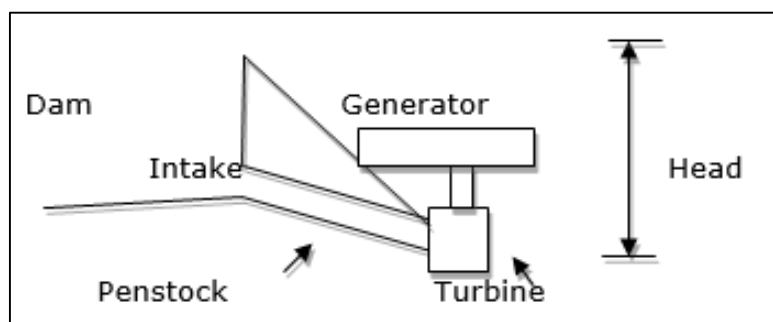 Dam
Generator
Intake
Head
Penstock
Turbine